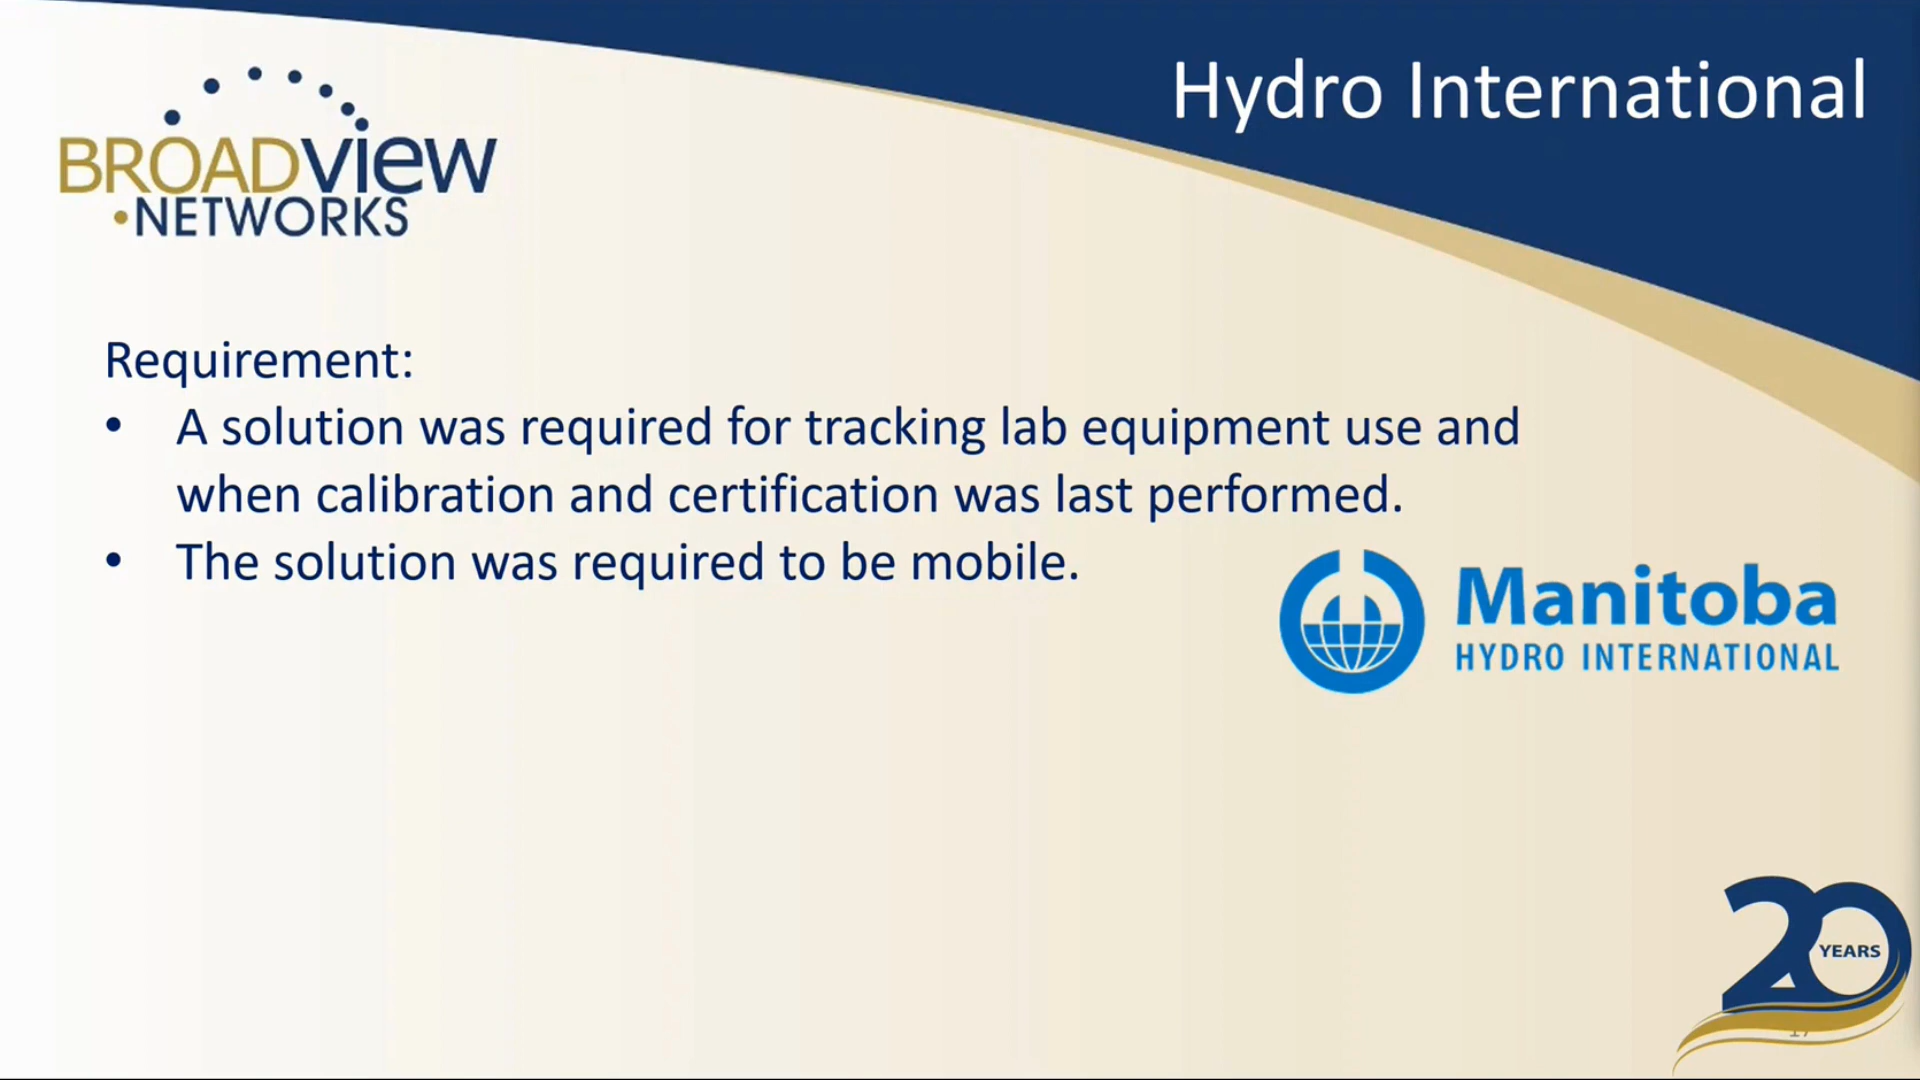 Hydro International
BROADVIEW
NETWORKS
Requirement:
• A solution was required for tracking lab equipment use and
when calibration and certification was last performed.
• The solution was required to be mobile.
Manitoba
HYDRO INTERNATIONAL
20
YEARS
17